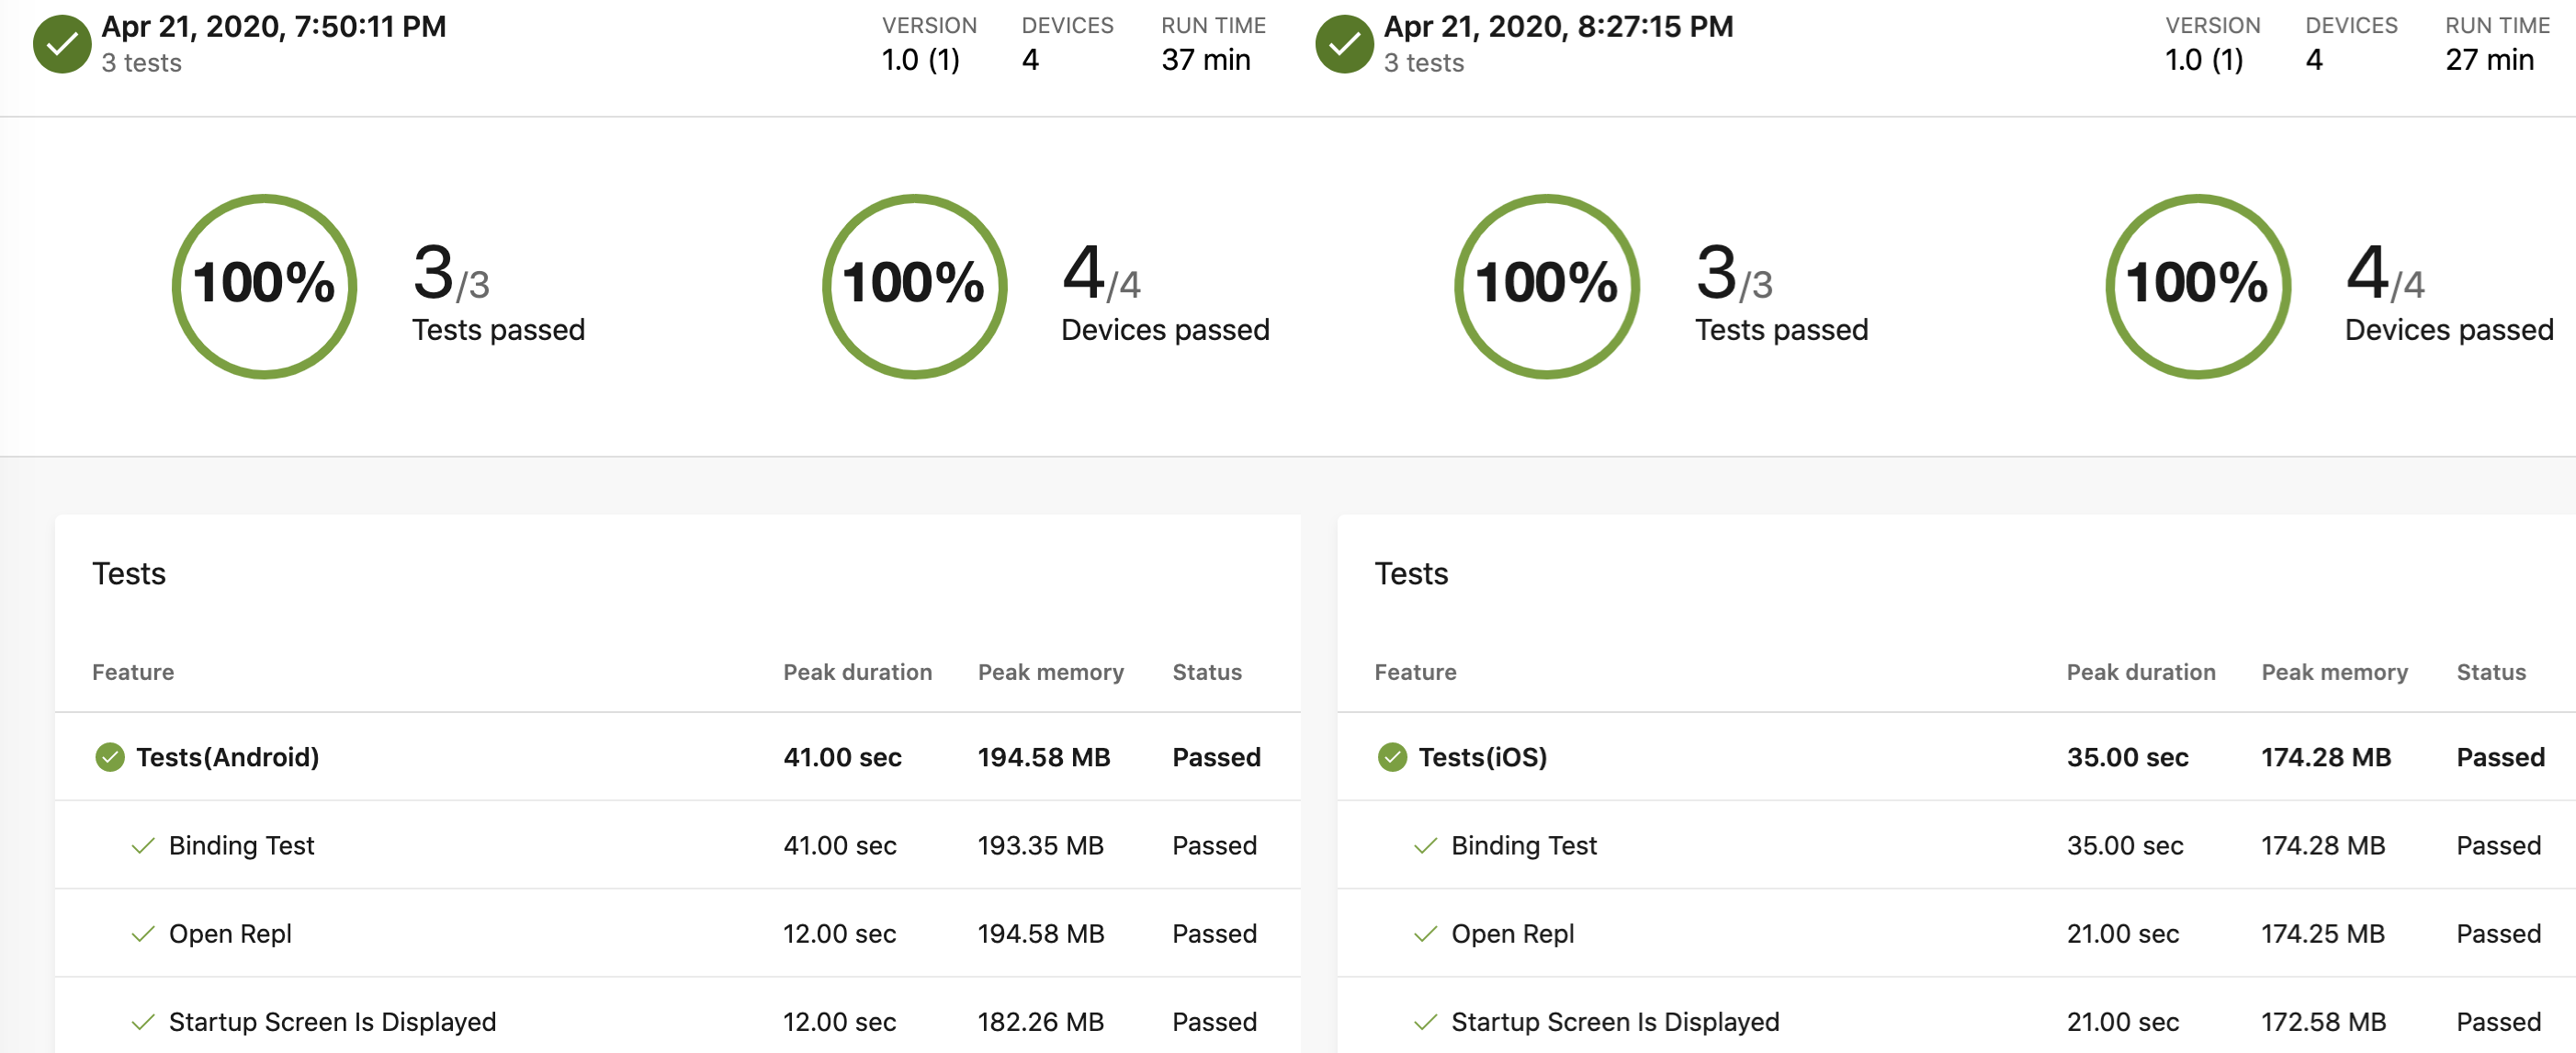 Apr 21, 2020, 7:50:11 PM
3 tests
VERSION
1.0 (1)
DEVICES
4
RUN TIME
37 min
100%
3/3
Tests passed
100%
4/4
Devices passed
Tests
Feature Peak duration Peak memory Status
Tests(Android) 41.00 sec 194.58 MB Passed
Binding Test 41.00 sec 193.35 MB Passed
Open Repl 12.00 sec 194.58 MB Passed
Startup Screen Is Displayed 12.00 sec 182.26 MB Passed
Apr 21, 2020, 8:27:15 PM
3 tests
VERSION
1.0 (1)
DEVICES
4
RUN TIME
27 min
100%
3/3
Tests passed
100%
4/4
Devices passed
Tests
Feature Peak duration Peak memory Status
Tests(iOS) 35.00 sec 174.28 MB Passed
Binding Test 35.00 sec 174.28 MB Passed
Open Repl 21.00 sec 174.25 MB Passed
Startup Screen Is Displayed 21.00 sec 172.58 MB Passed